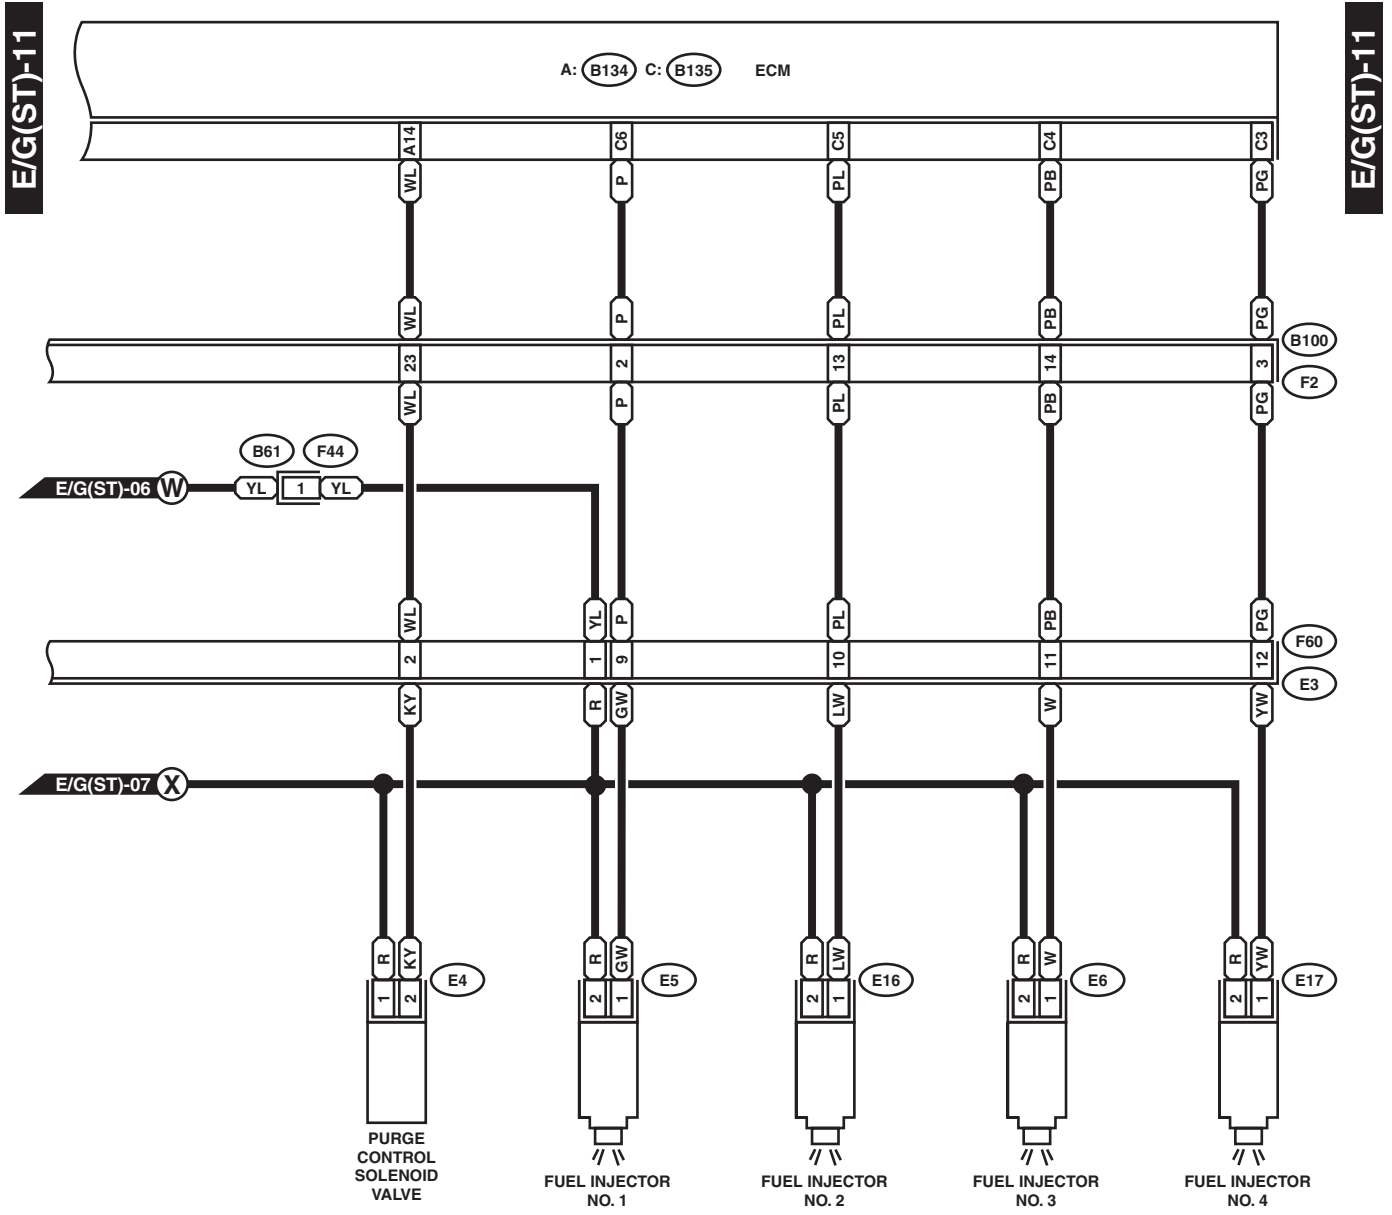 E/G(ST)-11
E/G(ST)-11
A: B134 C: B135 ECM
A14 C6 C5 C4 C3
WL P PL PB PG
WL P PL PB PG
B100
23 2 13 14 3
F2
WL P PL PB PG
B61 F44
E/G(ST)-06 W YL 1 YL
WL YL P PL PB PG
F60
2 1 9 10 11 12
E3
KY R GW LW W YW
E/G(ST)-07 X
R KY R GW R LW R W R YW
E4 E5 E16 E6 E17
1 2 2 1 2 1 2 1 2 1
PURGE
CONTROL
SOLENOID
VALVE
FUEL INJECTOR
NO. 1
FUEL INJECTOR
NO. 2
FUEL INJECTOR
NO. 3
FUEL INJECTOR
NO. 4